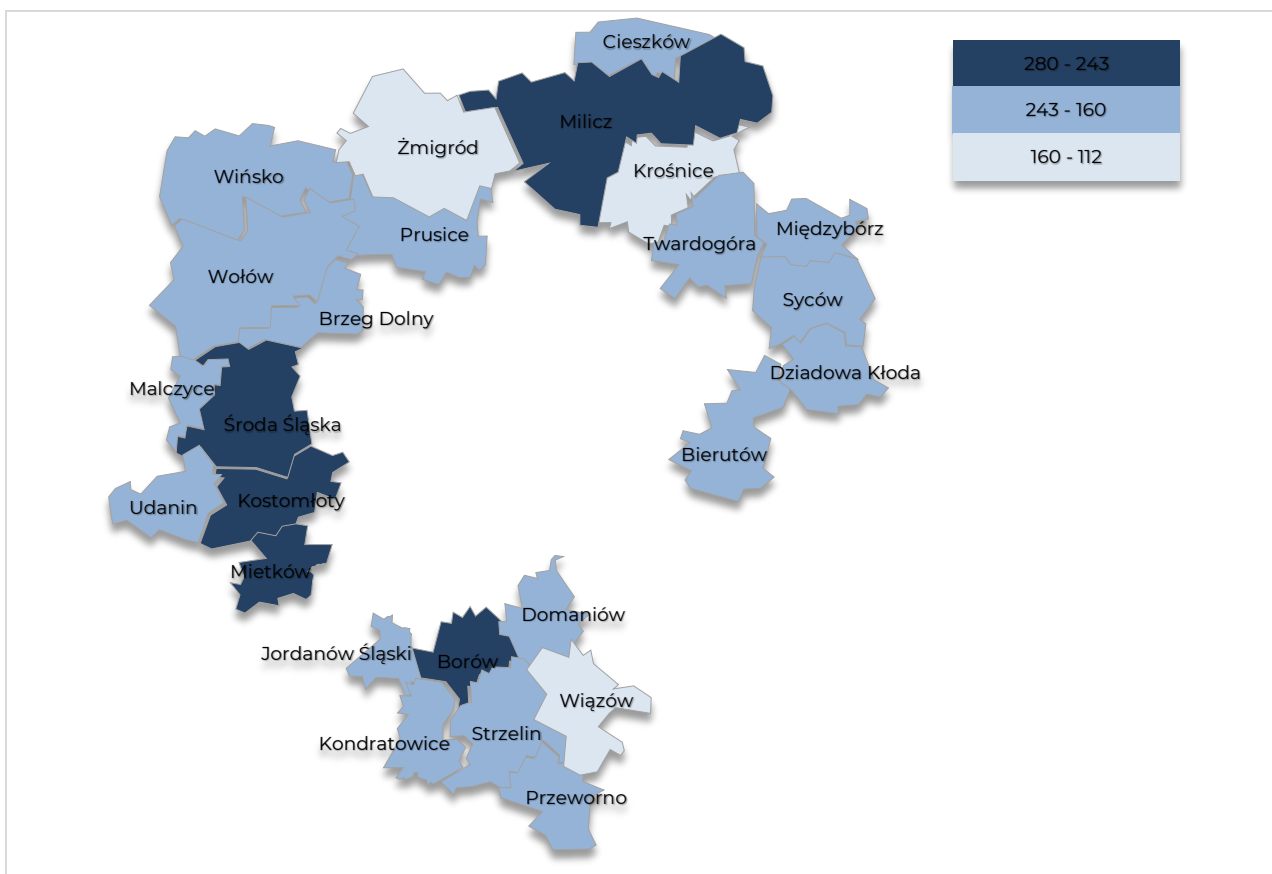 Cieszków
280 - 243
243 - 160
160 - 112
Milicz
Żmigród
Krośnice
Wińsko
Międzybórz
Prusice
Twardogóra
Wołów
Syców
Brzeg Dolny
Dziadowa Kłoda
Malczyce
Środa Śląska
Bierutów
Kostomłoty
Udanin
Mietków
Domaniów
Jordanów Śląski
Borów
Wiązów
Strzelin
Kondratowice
Przeworno